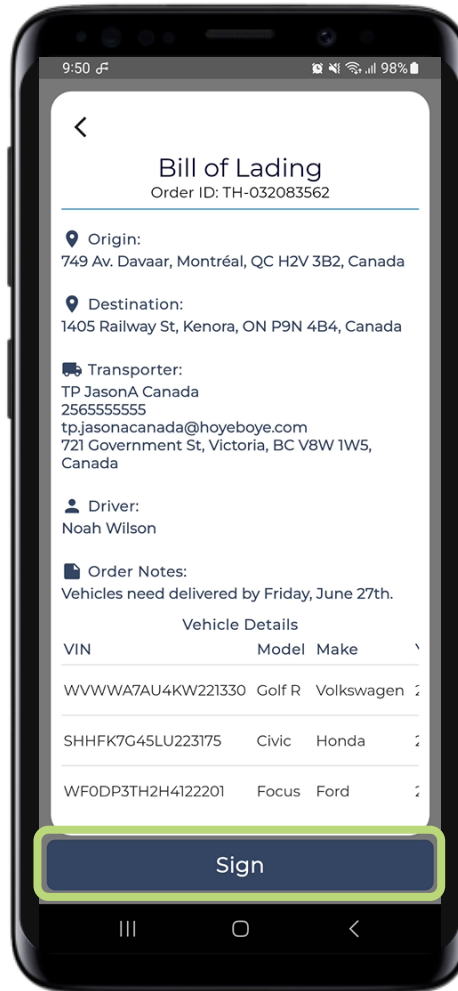 9:50
98%
Bill of Lading
Order ID: TH-032083562
Origin:
749 Av. Davaar, Montréal, QC H2V 3B2, Canada
Destination:
1405 Railway St, Kenora, ON P9N 4B4, Canada
Transporter:
TP JasonA Canada
2565555555
tp.jasonacanada@hoyeboye.com
721 Government St, Victoria, BC V8W 1W5,
Canada
Driver:
Noah Wilson
Order Notes:
Vehicles need delivered by Friday, June 27th.
Vehicle Details
VIN Model Make
WVWWA7AU4KW221330 Golf R Volkswagen
SHHFK7G45LU223175 Civic Honda
WF0DP3TH2H4122201 Focus Ford
Sign